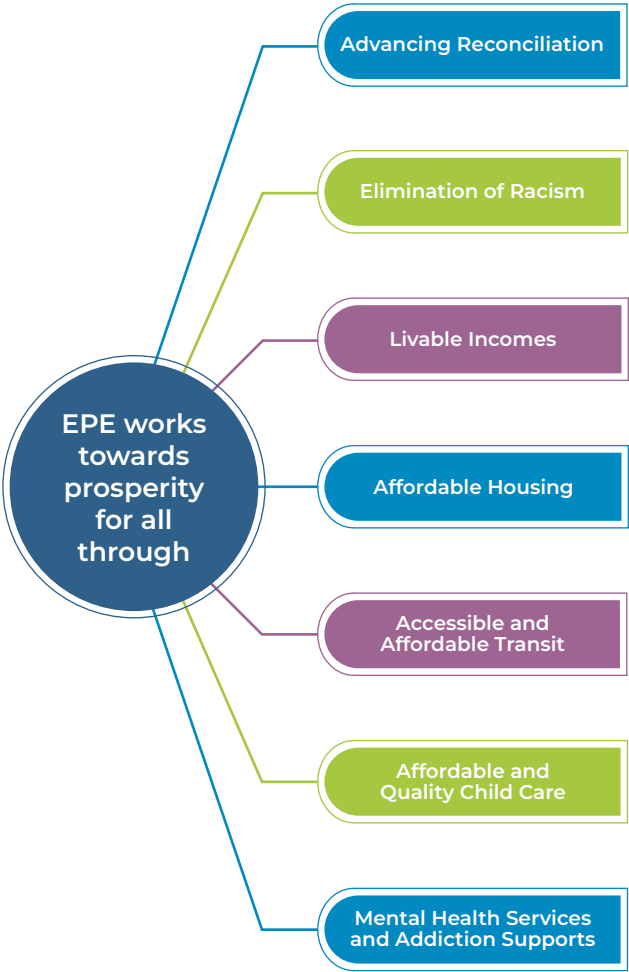 Advancing Reconciliation
Elimination of Racism
Livable Incomes
EPE works
towards
prosperity
for all
through
Affordable Housing
Accessible and
Affordable Transit
Affordable and
Quality Child Care
Mental Health Services
and Addiction Supports